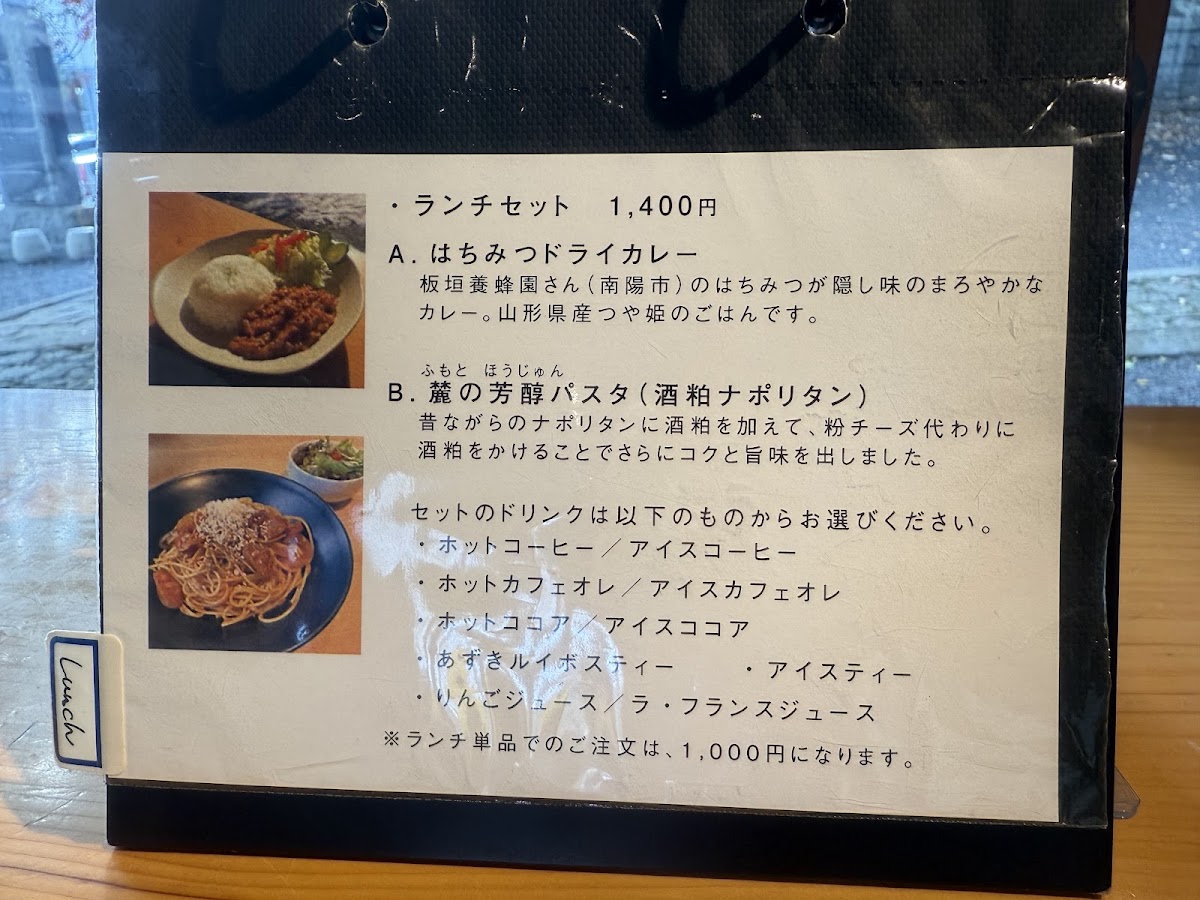 ・ランチセット　1,400円
A. はちみつドライカレー
板垣養蜂園さん（南陽市）のはちみつが隠し味のまろやかな
カレー。山形県産つや姫のごはんです。
ふもと　ほうじゅん
B. 麓の芳醇パスタ（酒粕ナポリタン）
昔ながらのナポリタンに酒粕を加えて、粉チーズ代わりに
酒粕をかけることでさらにコクと旨味を出しました。
セットのドリンクは以下のものからお選びください。
・ホットコーヒー／アイスコーヒー
・ホットカフェオレ／アイスカフェオレ
・ホットココア／アイスココア
・あずきルイボスティー　　・アイスティー
・りんごジュース／ラ・フランスジュース
※ランチ単品でのご注文は、1,000円になります。
Lunch